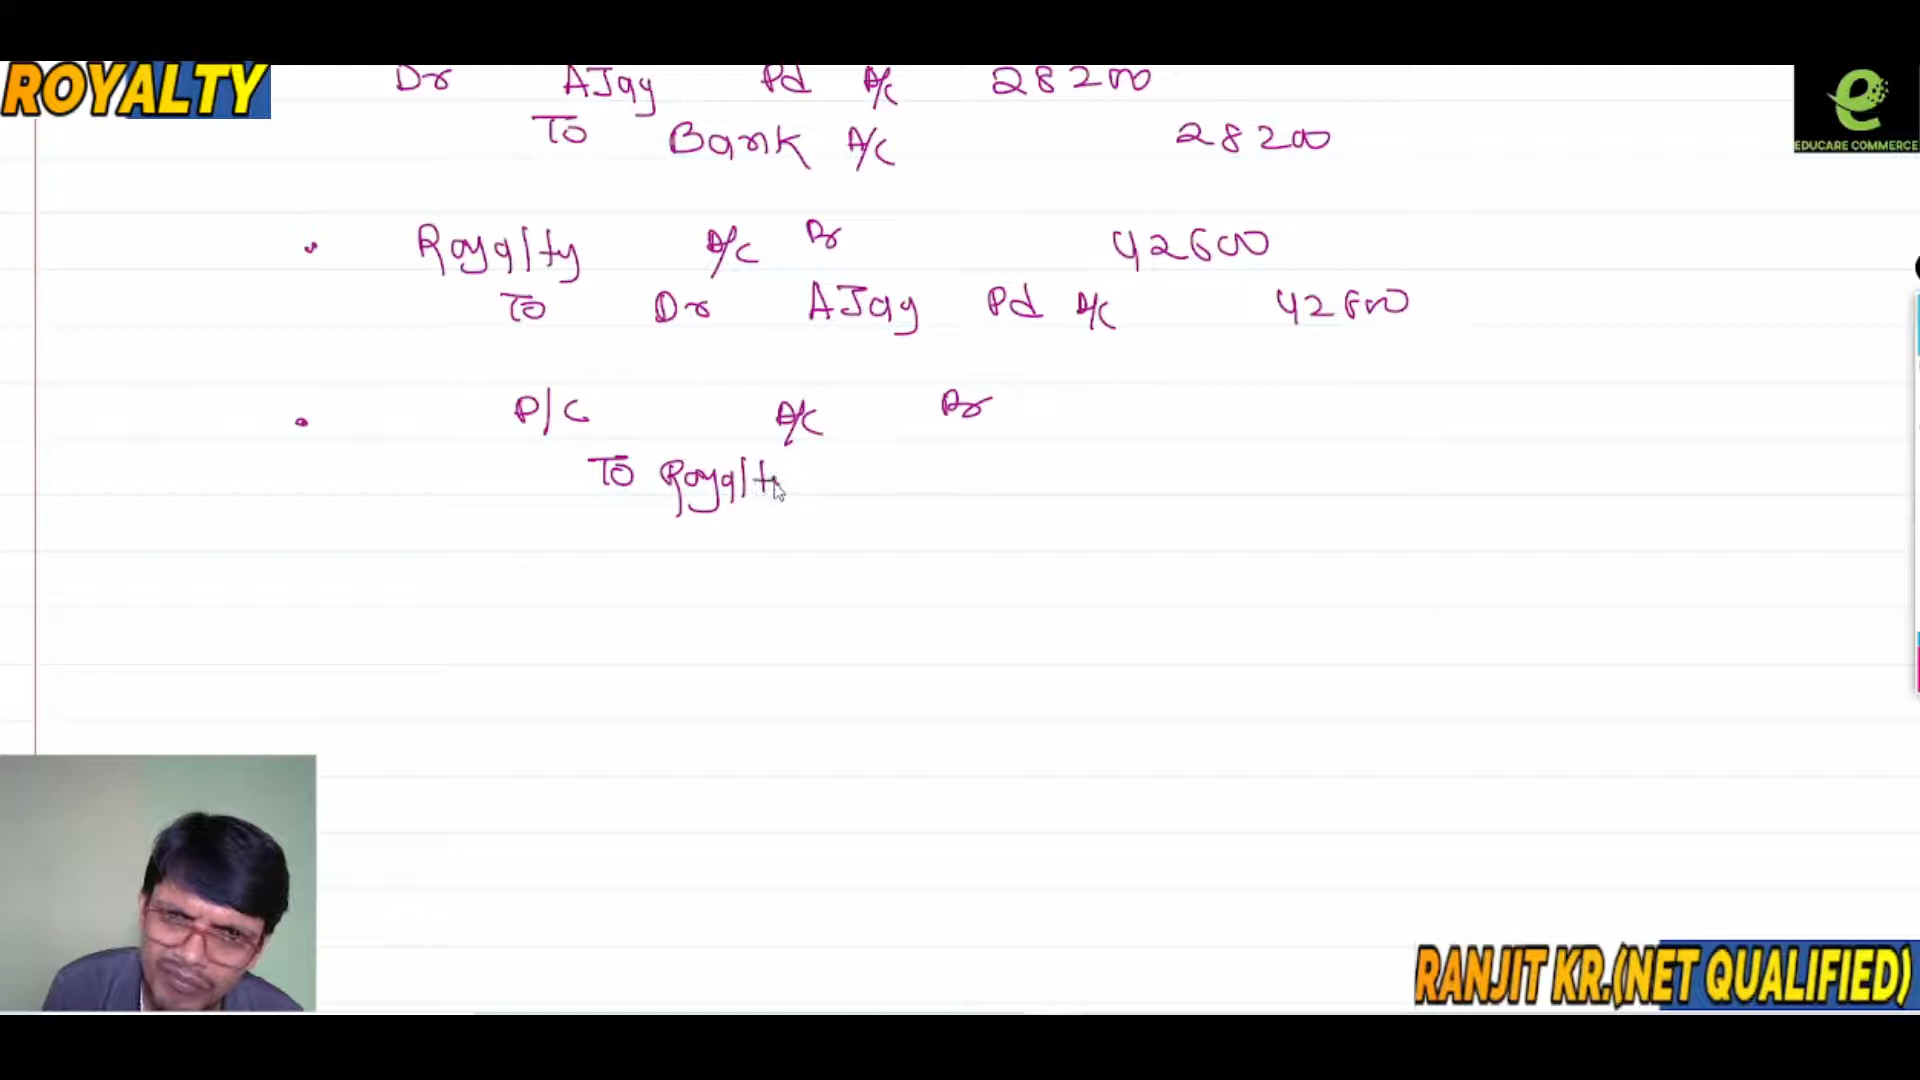 ROYALTY
Dr AJay Pd A/c 28200
To Bank A/c 28200
EDUCARE COMMERCE
• Royalty A/c Dr 42600
To Dr AJay Pd A/c 42600
• P/C A/c Dr
To Royalt
RANJIT KR.(NET QUALIFIED)